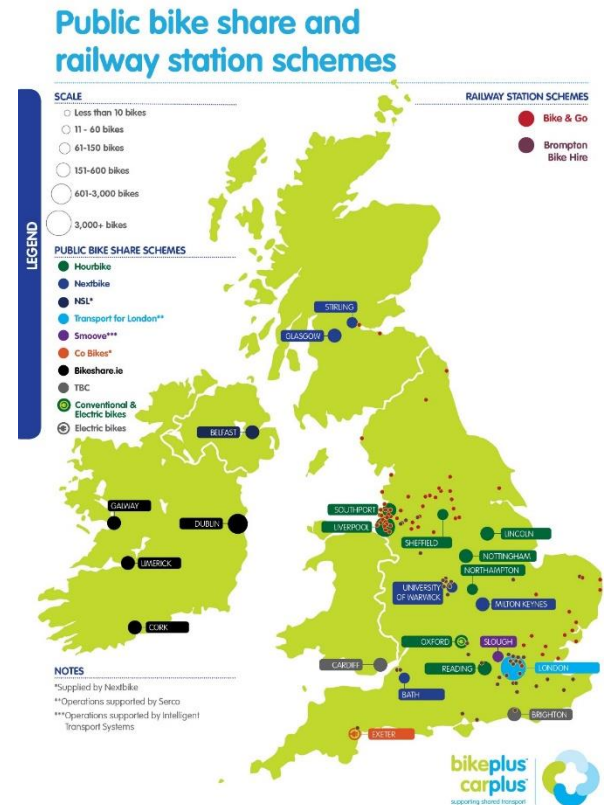 Public bike share and
railway station schemes
LEGEND
SCALE
Less than 10 bikes
11 - 60 bikes
61-150 bikes
151-600 bikes
601-3,000 bikes
3,000+ bikes
PUBLIC BIKE SHARE SCHEMES
Hourbike
Nextbike
NSL*
Transport for London**
Smoove***
Co Bikes*
Bikeshare.ie
TBC
Conventional &
Electric bikes
Electric bikes
RAILWAY STATION SCHEMES
Bike & Go
Brompton
Bike Hire
STIRLING
GLASGOW
BELFAST
GALWAY
DUBLIN
LIMERICK
CORK
SOUTHPORT
LIVERPOOL
SHEFFIELD
LINCOLN
NOTTINGHAM
NORTHAMPTON
UNIVERSITY
OF WARWICK
MILTON KEYNES
OXFORD
SLOUGH
CARDIFF
READING
LONDON
BATH
BRIGHTON
EXETER
NOTES
*Supplied by Nextbike
**Operations supported by Serco
***Operations supported by Intelligent
Transport Systems
bikeplus
carplus
supporting shared transport